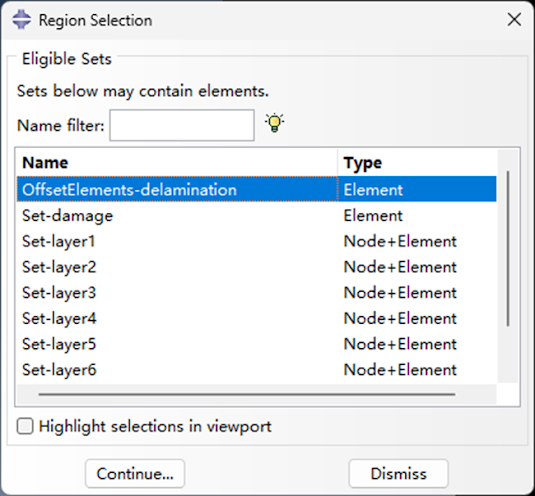 Region Selection
Eligible Sets
Sets below may contain elements.
Name filter:
Name Type
OffsetElements-delamination Element
Set-damage Element
Set-layer1 Node+Element
Set-layer2 Node+Element
Set-layer3 Node+Element
Set-layer4 Node+Element
Set-layer5 Node+Element
Set-layer6 Node+Element
Highlight selections in viewport
Continue... Dismiss